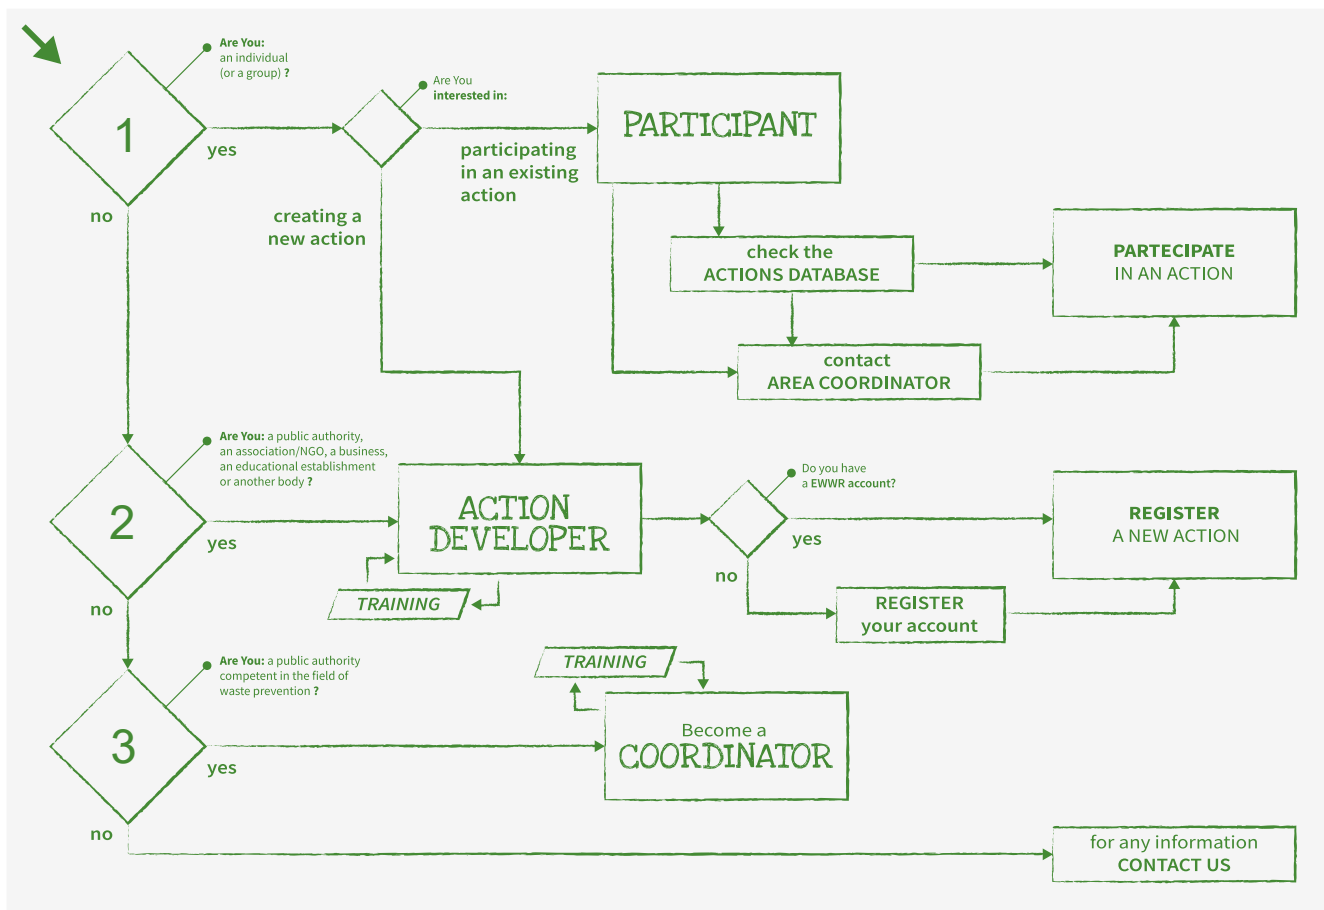 Are You:
an individual
(or a group) ?
1
yes
no
Are You
interested in:
participating
in an existing
action
creating a
new action
PARTICIPANT
check the
ACTIONS DATABASE
contact
AREA COORDINATOR
PARTECIPATE
IN AN ACTION
Are You: a public authority,
an association/NGO, a business,
an educational establishment
or another body ?
2
yes
no
ACTION
DEVELOPER
TRAINING
Do you have
a EWWR account?
yes
no
REGISTER
your account
REGISTER
A NEW ACTION
Are You: a public authority
competent in the field of
waste prevention ?
3
yes
no
TRAINING
Become a
COORDINATOR
for any information
CONTACT US